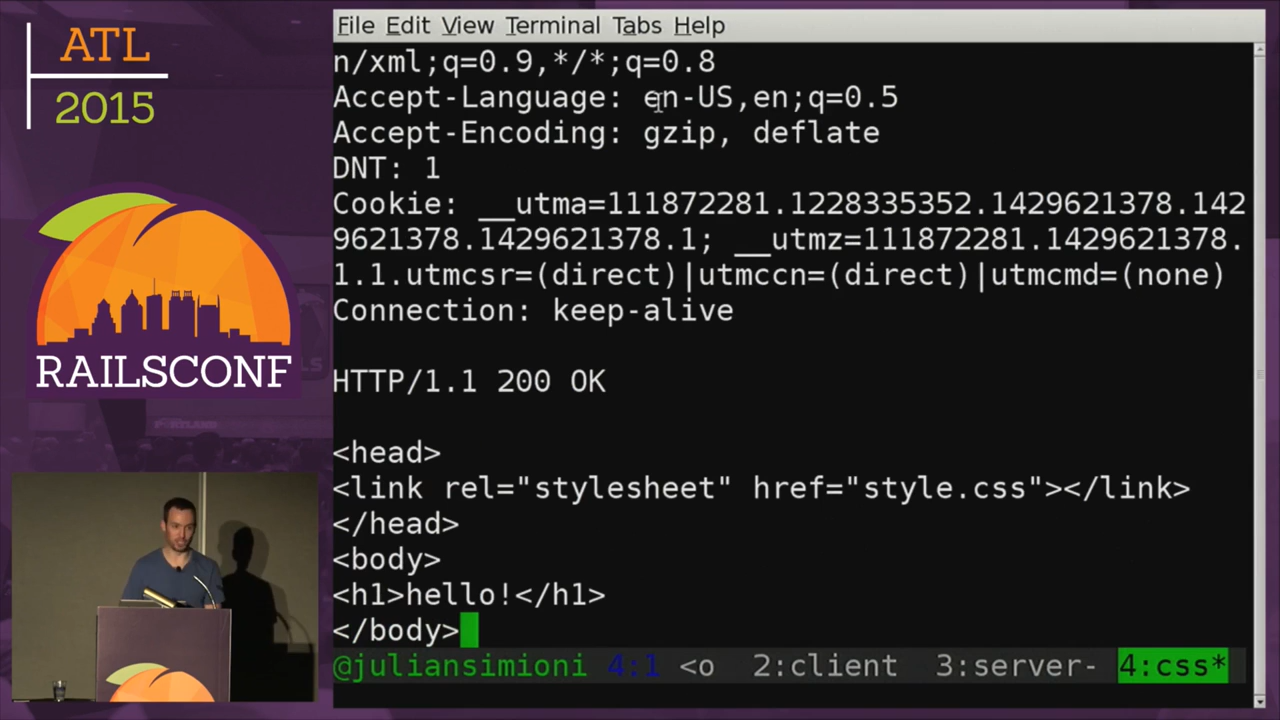 ATL
2015
RAILSCONF
File Edit View Terminal Tabs Help
n/xml;q=0.9,*/*;q=0.8
Accept-Language: en-US,en;q=0.5
Accept-Encoding: gzip, deflate
DNT: 1
Cookie: __utma=111872281.1228335352.1429621378.142
9621378.1429621378.1; __utmz=111872281.1429621378.
1.1.utmcsr=(direct)|utmccn=(direct)|utmcmd=(none)
Connection: keep-alive
HTTP/1.1 200 OK
<head>
<link rel="stylesheet" href="style.css"></link>
</head>
<body>
<h1>hello!</h1>
</body>
@juliansimioni 4:1 <o 2:client 3:server- 4:css*